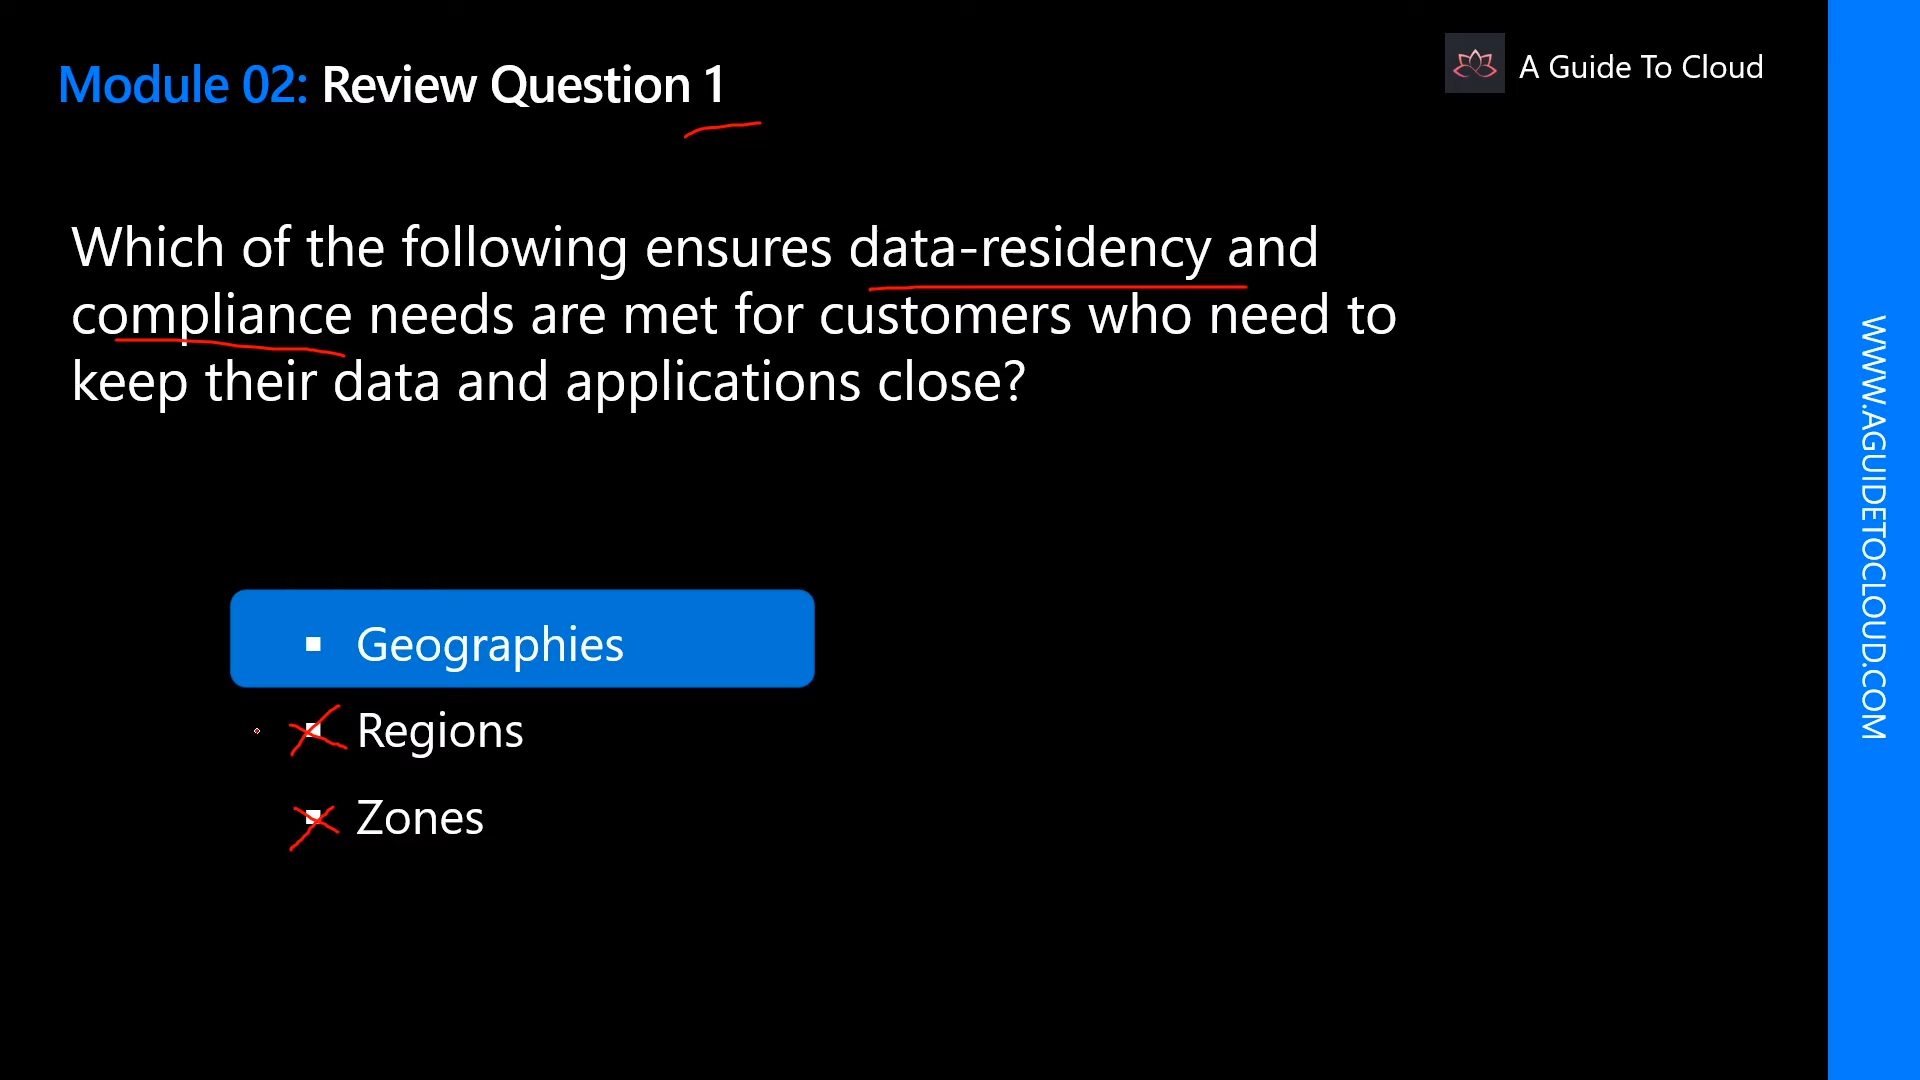 Module 02: Review Question 1
A Guide To Cloud
Which of the following ensures data-residency and
compliance needs are met for customers who need to
keep their data and applications close?
▪ Geographies
▪ Regions
▪ Zones
WWW.AGUIDETOCLOUD.COM